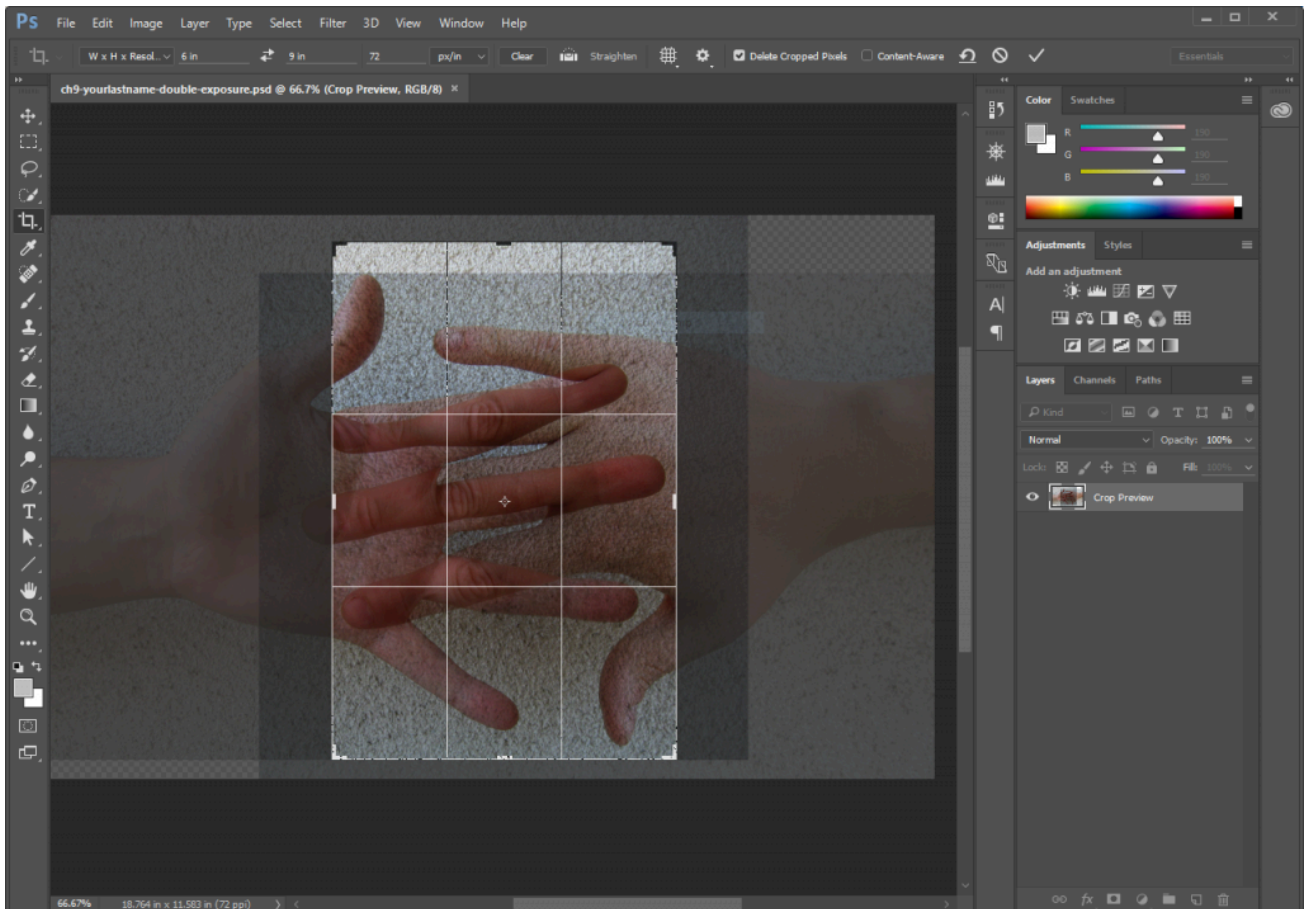 Ps File Edit Image Layer Type Select Filter 3D View Window Help
W x H x Resol... 6 in 9 in 72 px/in Clear Straighten Delete Cropped Pixels Content-Aware Essentials
ch9-yourlastname-double-exposure.psd @ 66.7% (Crop Preview, RGB/8) ×
Color Swatches
R 190
G 190
B 190
Adjustments Styles
Add an adjustment
Layers Channels Paths
Kind
Normal Opacity: 100%
Lock: Fill: 100%
Crop Preview
66.67% 18.764 in x 11.583 in (72 ppi)